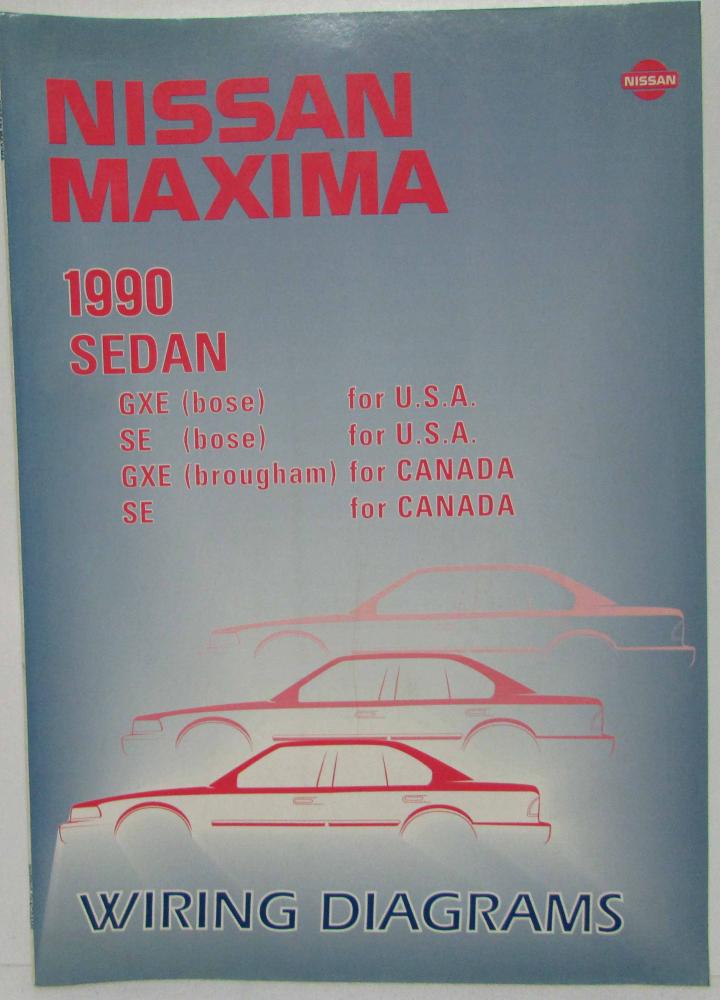 NISSAN
NISSAN
MAXIMA
1990
SEDAN
GXE (bose) for U.S.A.
SE (bose) for U.S.A.
GXE (brougham) for CANADA
SE for CANADA
WIRING DIAGRAMS